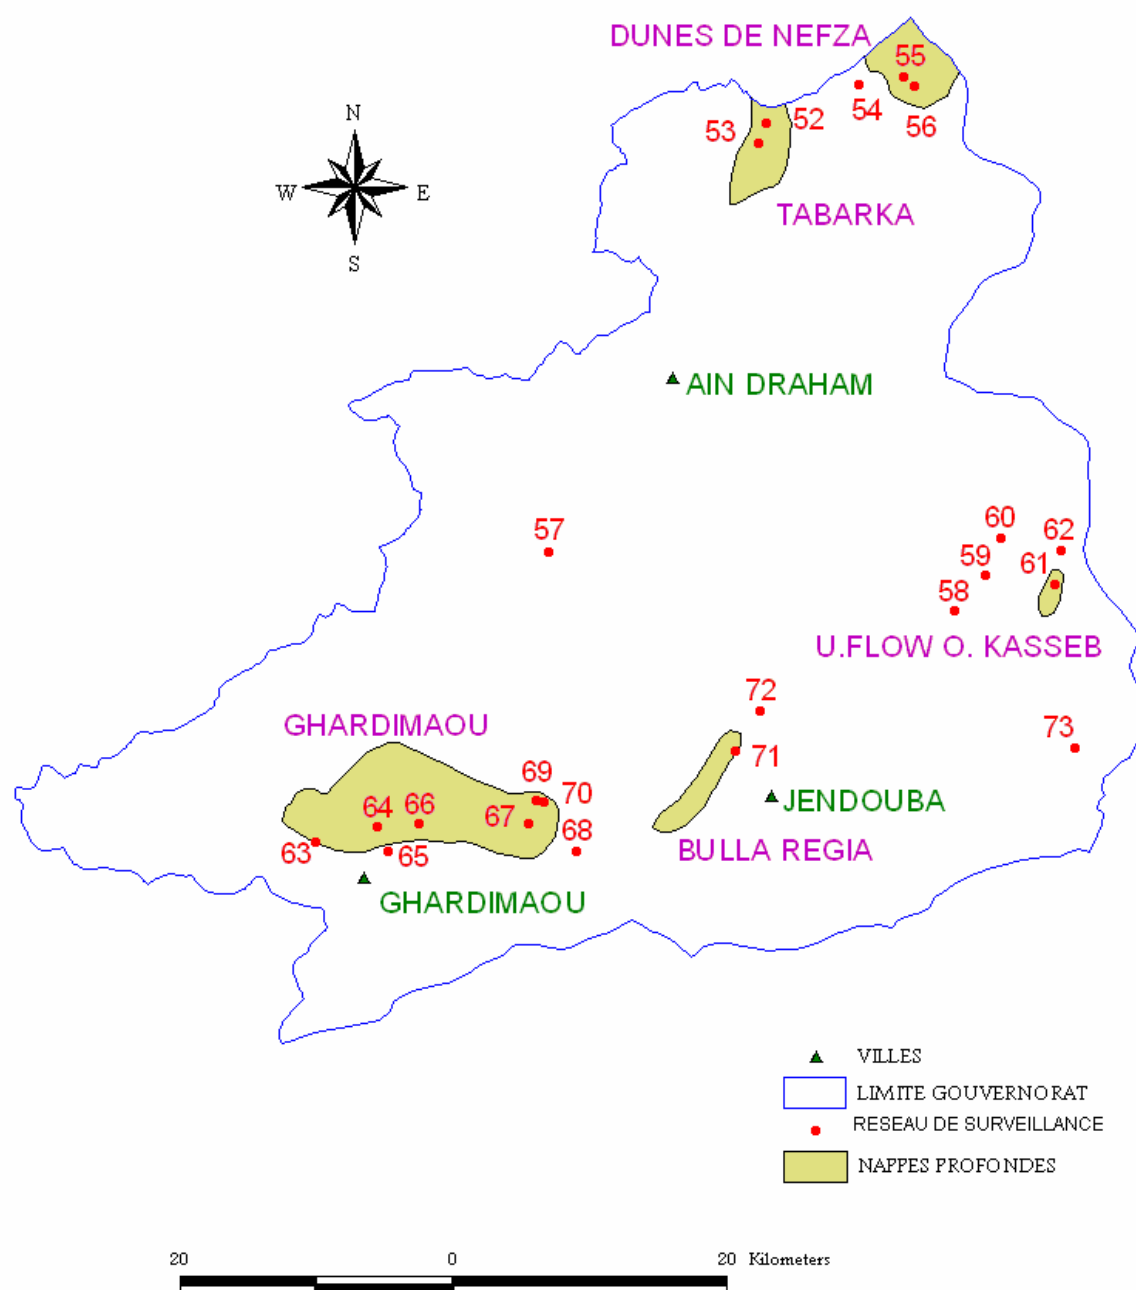 DUNES DE NEFZA
55
54
56
53
52
TABARKA
N
W
E
S
AIN DRAHAM
57
60
62
59
61
58
U.FLOW O. KASSEB
72
71
73
GHARDIMAOU
69
70
64
66
67
68
63
65
JENDOUBA
BULLA REGIA
GHARDIMAOU
VILLES
LIMITE GOUVERNORAT
RESEAU DE SURVEILLANCE
NAPPES PROFONDES
20 0 20 Kilometers